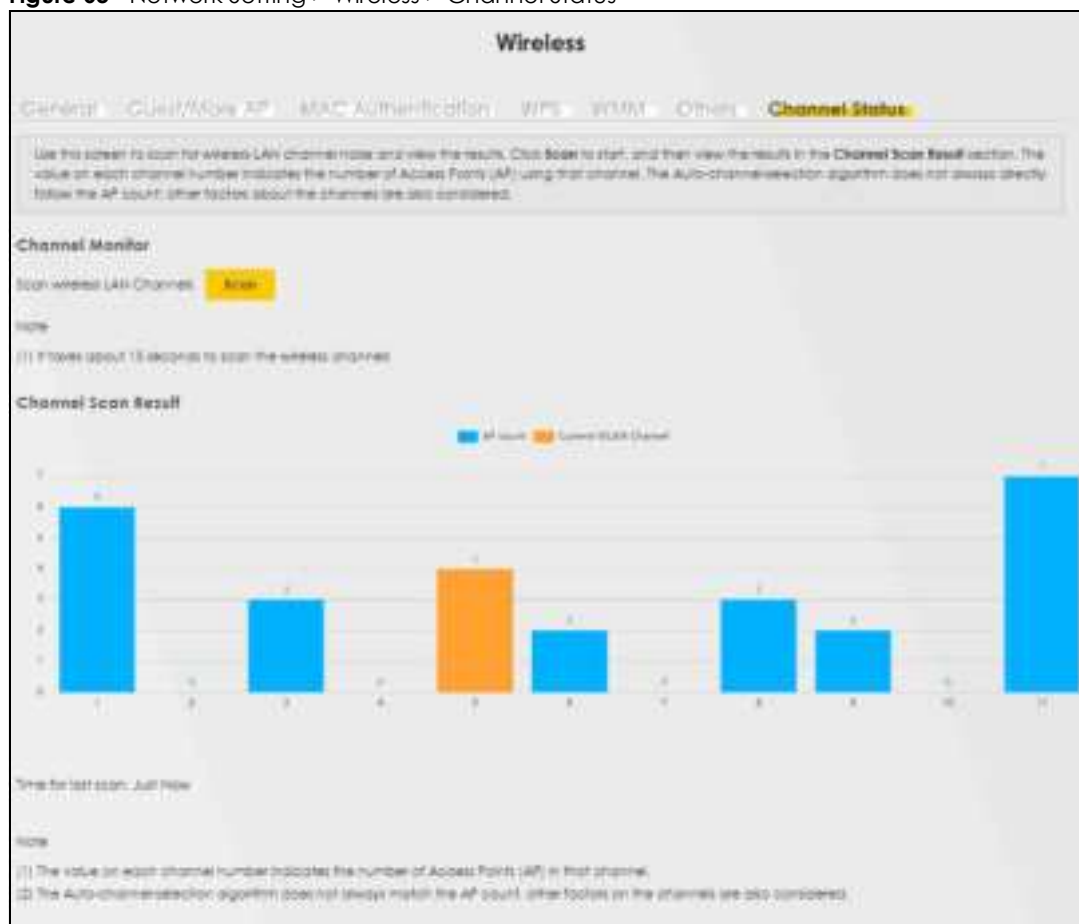 Network Setting > Wireless > Channel Status
Wireless
General Guest/More AP MAC Authentication WPS WMM Others Channel Status
Use this screen to scan for wireless LAN channel noise and view the results. Click Scan to start, and then view the results in the Channel Scan Result section. The
value on each channel number indicates the number of Access Points (AP) using that channel. The Auto-channel-selection algorithm does not always directly
follow the AP count; other factors about the channels are also considered.
Channel Monitor
Scan wireless LAN Channels Scan
Note
(1) It takes about 15 seconds to scan the wireless channels
Channel Scan Result
AP count Current WLAN Channel
7
6
5
4
3
2
1
0
1 2 3 4 5 6 7 8 9 10 11
Time for last scan: Just Now
Note
(1) The value on each channel number indicates the number of Access Points (AP) in that channel.
(2) The Auto-channel-selection algorithm does not always match the AP count, other factors on the channels are also considered.